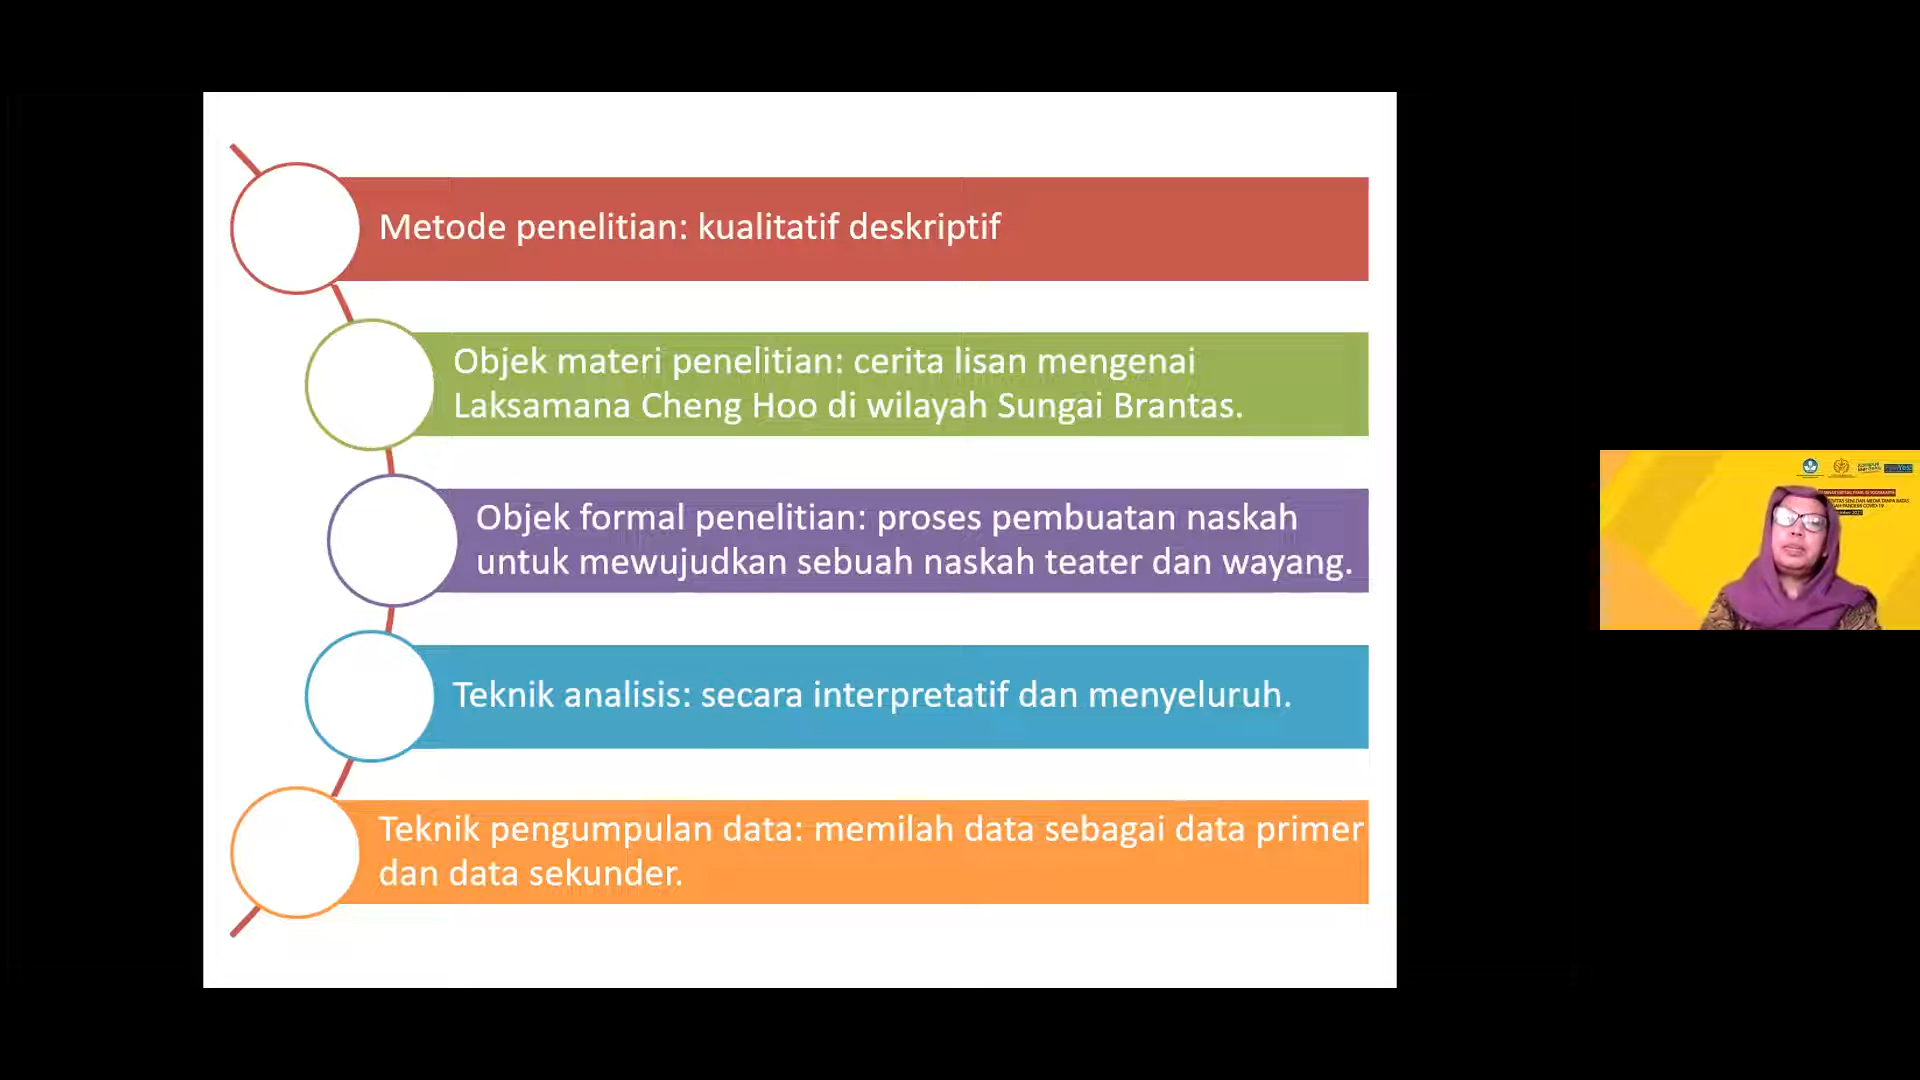 Metode penelitian: kualitatif deskriptif
Objek materi penelitian: cerita lisan mengenai
Laksamana Cheng Hoo di wilayah Sungai Brantas.
Objek formal penelitian: proses pembuatan naskah
untuk mewujudkan sebuah naskah teater dan wayang.
Teknik analisis: secara interpretatif dan menyeluruh.
Teknik pengumpulan data: memilah data sebagai data primer
dan data sekunder.